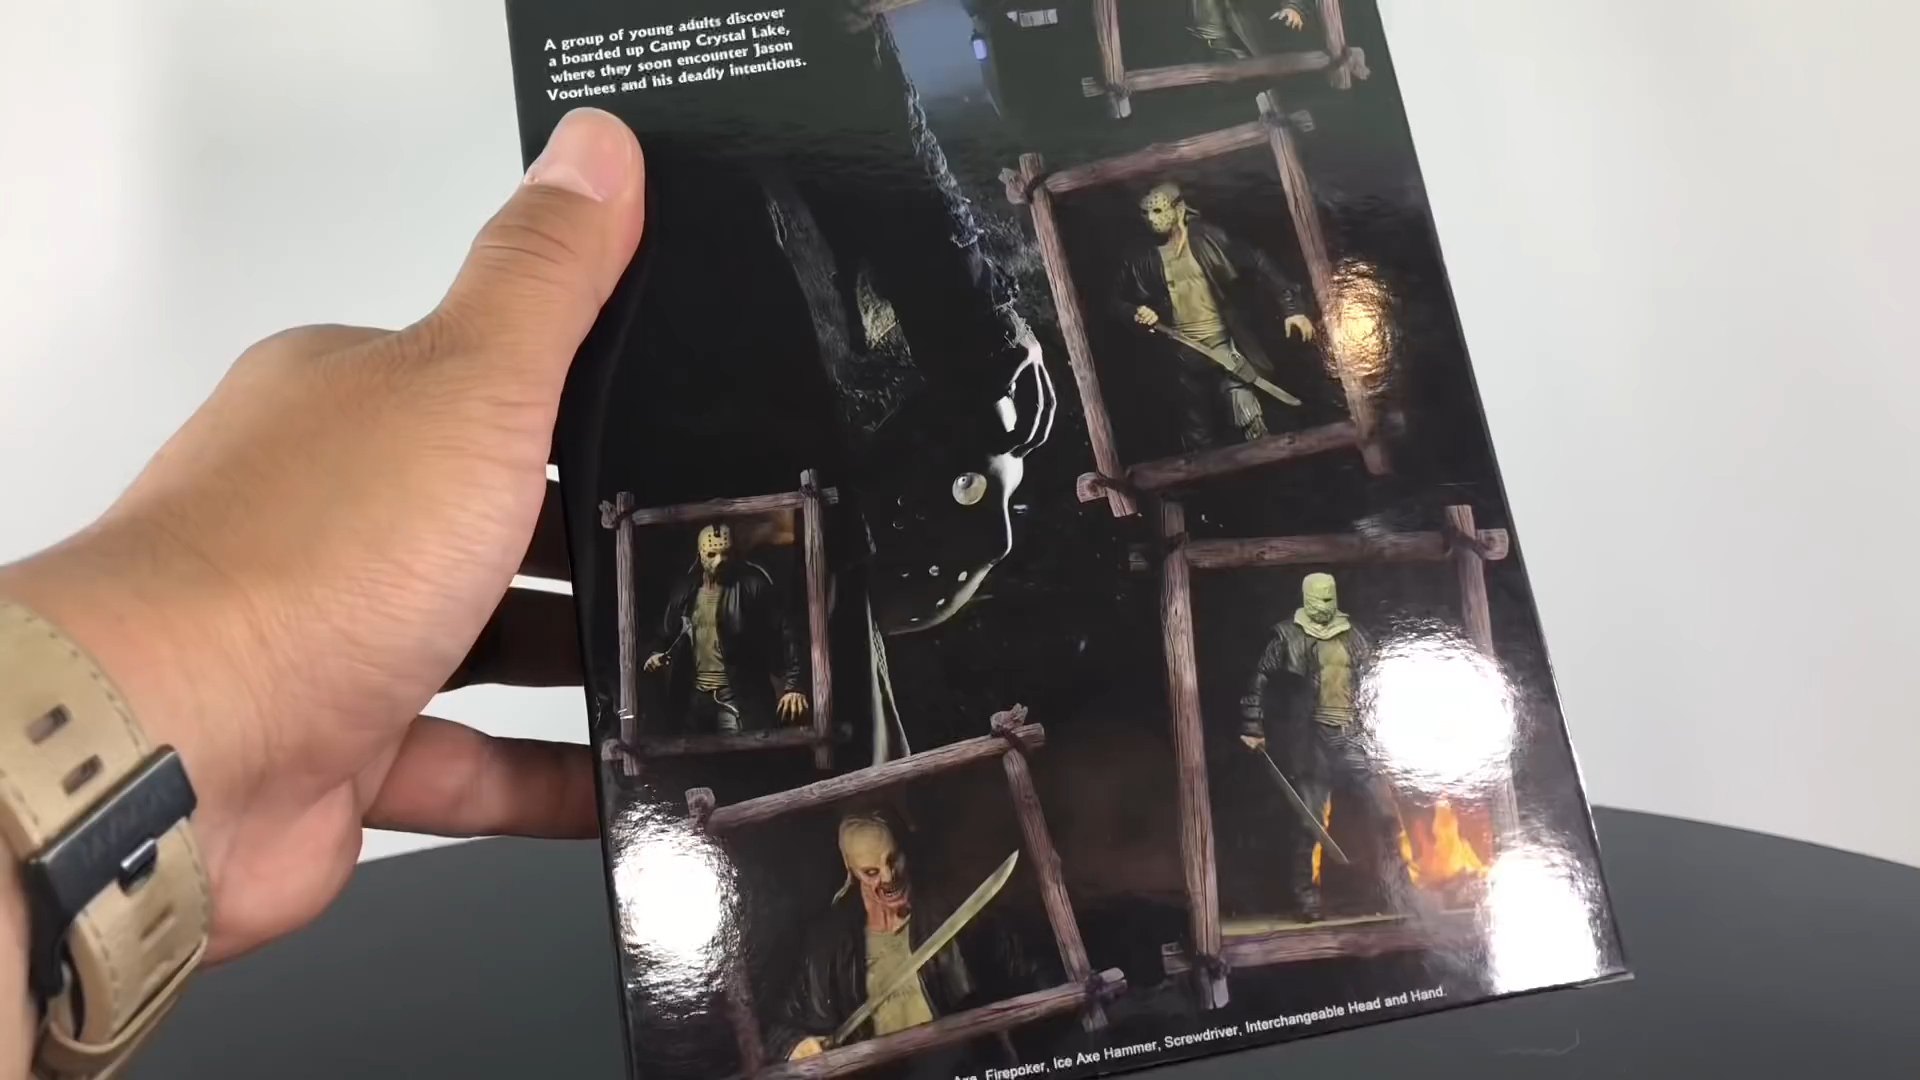 A group of young adults discover
a boarded up Camp Crystal Lake,
where they soon encounter Jason
Voorhees and his deadly intentions.
Axe, Firepoker, Ice Axe Hammer, Screwdriver, Interchangeable Head and Hand.